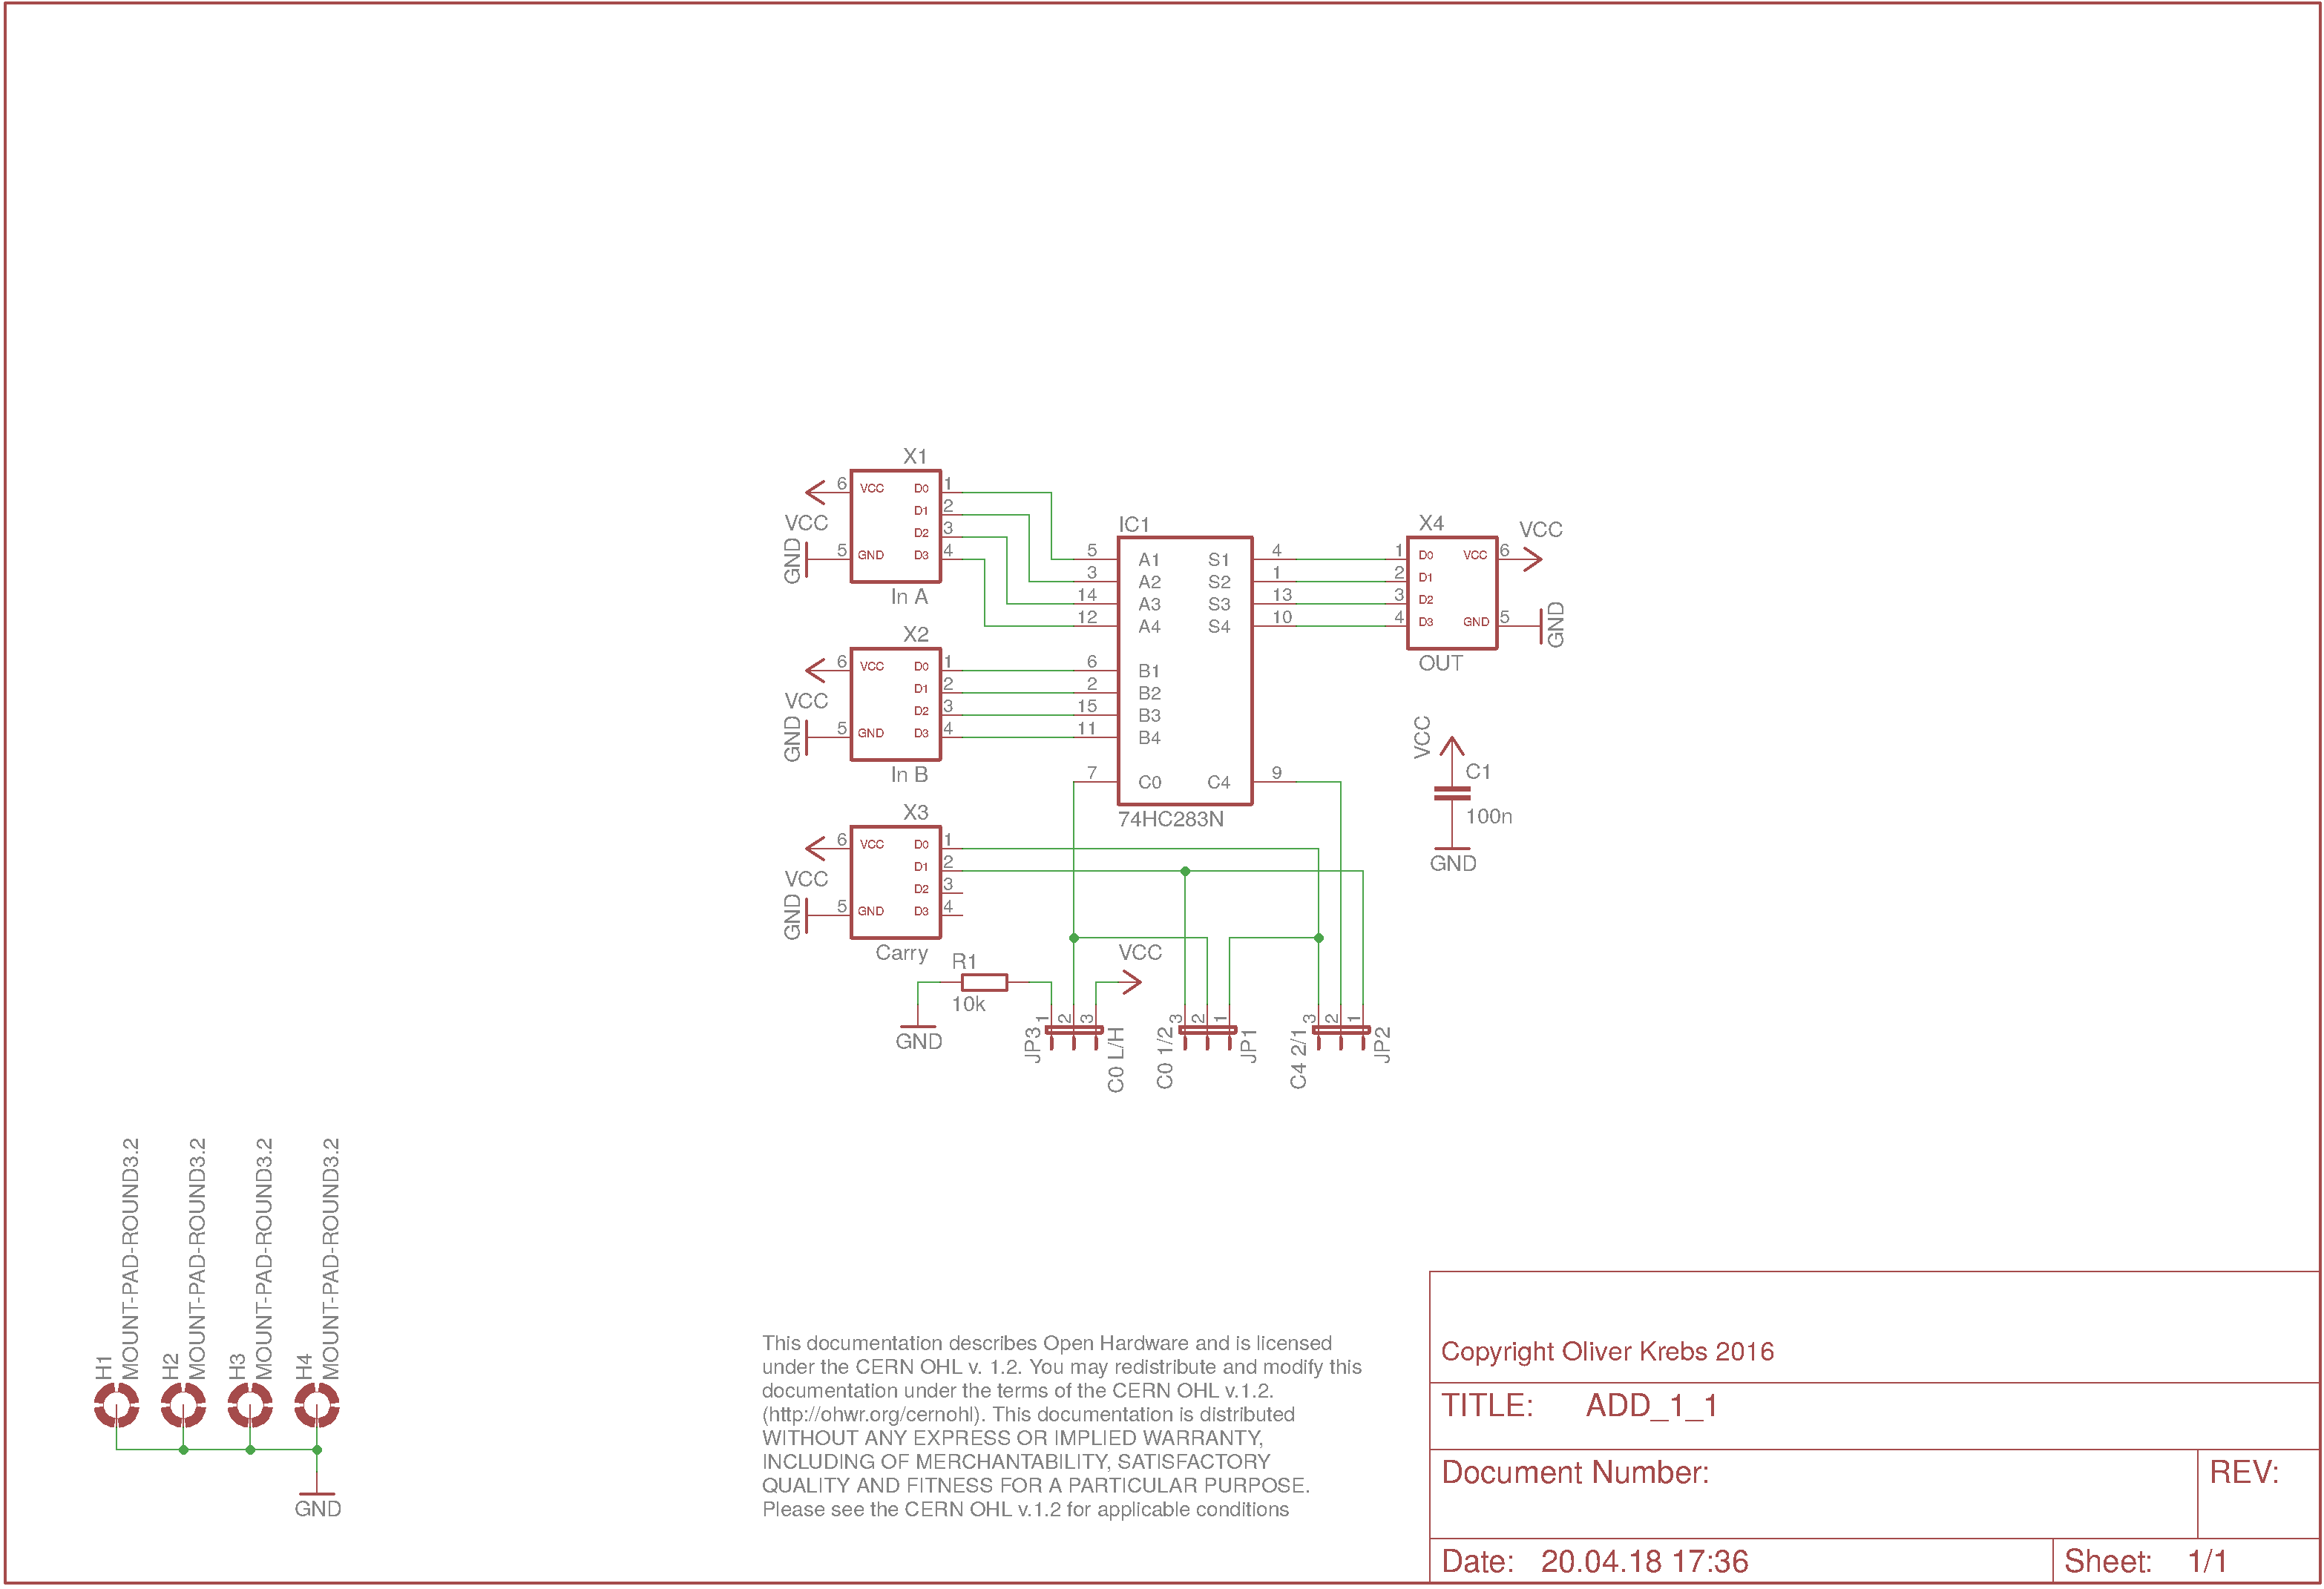 X1
6 VCC D0 1
D1 2
VCC
D2 3
GND
5 GND D3 4
In A
X2
6 VCC D0 1
D1 2
VCC
D2 3
GND
5 GND D3 4
In B
X3
6 VCC D0 1
D1 2
VCC
D2 3
GND
5 GND D3 4
Carry
IC1
5 A1 S1 4
3 A2 S2 1
14 A3 S3 13
12 A4 S4 10
6 B1
2 B2
15 B3
11 B4
7 C0 C4 9
74HC283N
X4
VCC
1 D0 VCC 6
2 D1
3 D2
4 D3 GND 5
GND
OUT
VCC
C1
100n
GND
R1
10k
GND
VCC
JP3
1 2 3
C0 L/H
C0 1/2
3 2 1
JP1
C4 2/1
3 2 1
JP2
H1
MOUNT-PAD-ROUND3.2
H2
MOUNT-PAD-ROUND3.2
H3
MOUNT-PAD-ROUND3.2
H4
MOUNT-PAD-ROUND3.2
GND
This documentation describes Open Hardware and is licensed
under the CERN OHL v. 1.2. You may redistribute and modify this
documentation under the terms of the CERN OHL v.1.2.
(http://ohwr.org/cernohl). This documentation is distributed
WITHOUT ANY EXPRESS OR IMPLIED WARRANTY,
INCLUDING OF MERCHANTABILITY, SATISFACTORY
QUALITY AND FITNESS FOR A PARTICULAR PURPOSE.
Please see the CERN OHL v.1.2 for applicable conditions
Copyright Oliver Krebs 2016
TITLE: ADD_1_1
Document Number:
REV:
Date: 20.04.18 17:36
Sheet: 1/1